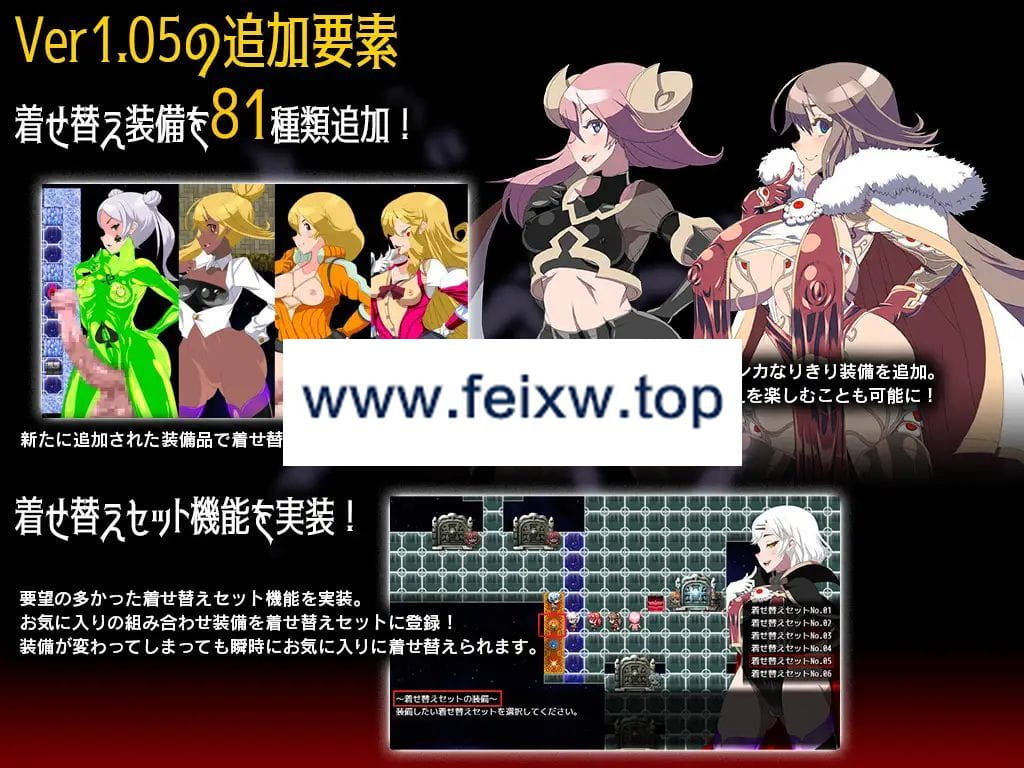 Ver1.05の追加要素
着せ替え装備を81種類追加！
ンカなりきり装備を追加。
を楽しむことも可能に！
www.feixw.top
新たに追加された装備品で着せ替
着せ替えセット機能を実装！
要望の多かった着せ替えセット機能を実装。
お気に入りの組み合わせ装備を着せ替えセットに登録！
装備が変わってしまっても瞬時にお気に入りに着せ替えられます。
着せ替えセットNo.01
着せ替えセットNo.02
着せ替えセットNo.03
着せ替えセットNo.04
着せ替えセットNo.05
着せ替えセットNo.06
～着せ替えセットの装備～
装備したい着せ替えセットを選択してください。